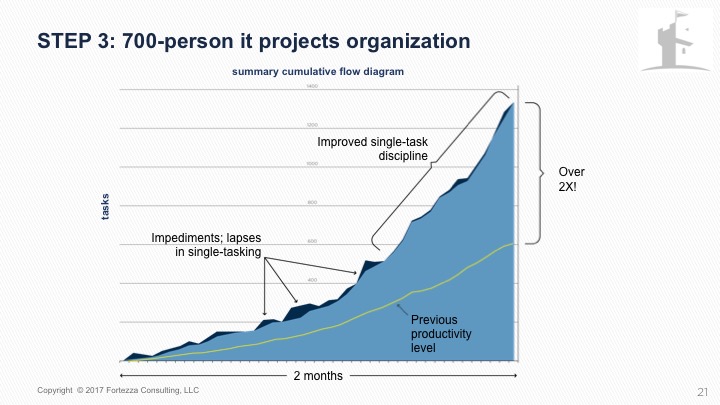 STEP 3: 700-person it projects organization
summary cumulative flow diagram
1400
1200
1000
800
600
400
tasks
Improved single-task
discipline
Over
2X!
Impediments; lapses
in single-tasking
Previous
productivity
level
2 months
Copyright © 2017 Fortezza Consulting, LLC
21